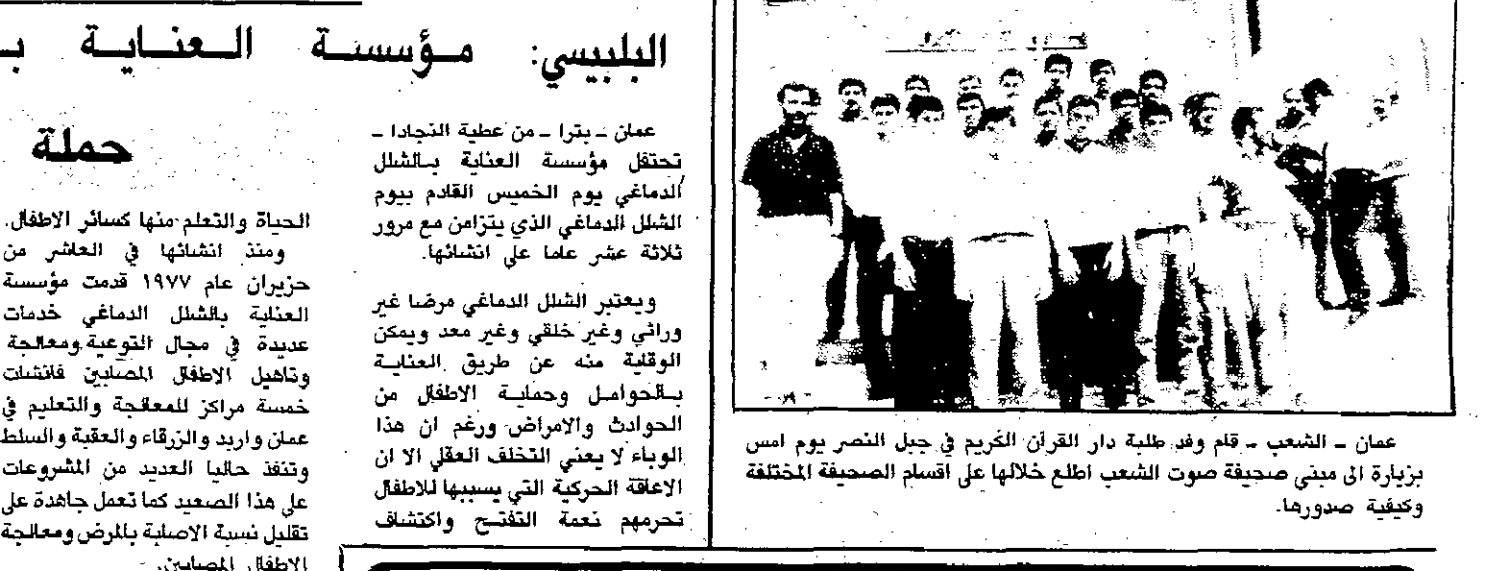 البلبيسي: مؤسسة العناية بـ
حملة
عمان ـ بترا ـ من عطية النجادا ـ
تحتفل مؤسسة العناية بالشلل
الدماغي يوم الخميس القادم بيوم
الشلل الدماغي الذي يتزامن مع مرور
ثلاثة عشر عاما على انشائها.
ويعتبر الشلل الدماغي مرضا غير
وراثي وغير خلقي وغير معد ويمكن
الوقاية منه عن طريق العناية
بالحوامل وحماية الاطفال من
الحوادث والامراض ورغم ان هذا
الوباء لا يعني التخلف العقلي الا ان
الاعاقة الحركية التي يسببها للاطفال
تحرمهم نعمة التفتح واكتشاف
الحياة والتعلم منها كسائر الاطفال.
ومنذ انشائها في العاشر من
حزيران عام ١٩٧٧ قدمت مؤسسة
العناية بالشلل الدماغي خدمات
عديدة في مجال التوعية ومعالجة
وتاهيل الاطفال المصابين فانشات
خمسة مراكز للمعالجة والتعليم في
عمان واربد والزرقاء والعقبة والسلط
وتنفذ حاليا العديد من المشروعات
على هذا الصعيد كما تعمل جاهدة على
تقليل نسبة الاصابة بالمرض ومعالجة
الاطفال المصابين.
عمان ـ الشعب ـ قام وفد طلبة دار القرآن الكريم في جبل النصر يوم امس
بزيارة الى مبنى صحيفة صوت الشعب اطلع خلالها على اقسام الصحيفة المختلفة
وكيفية صدورها.